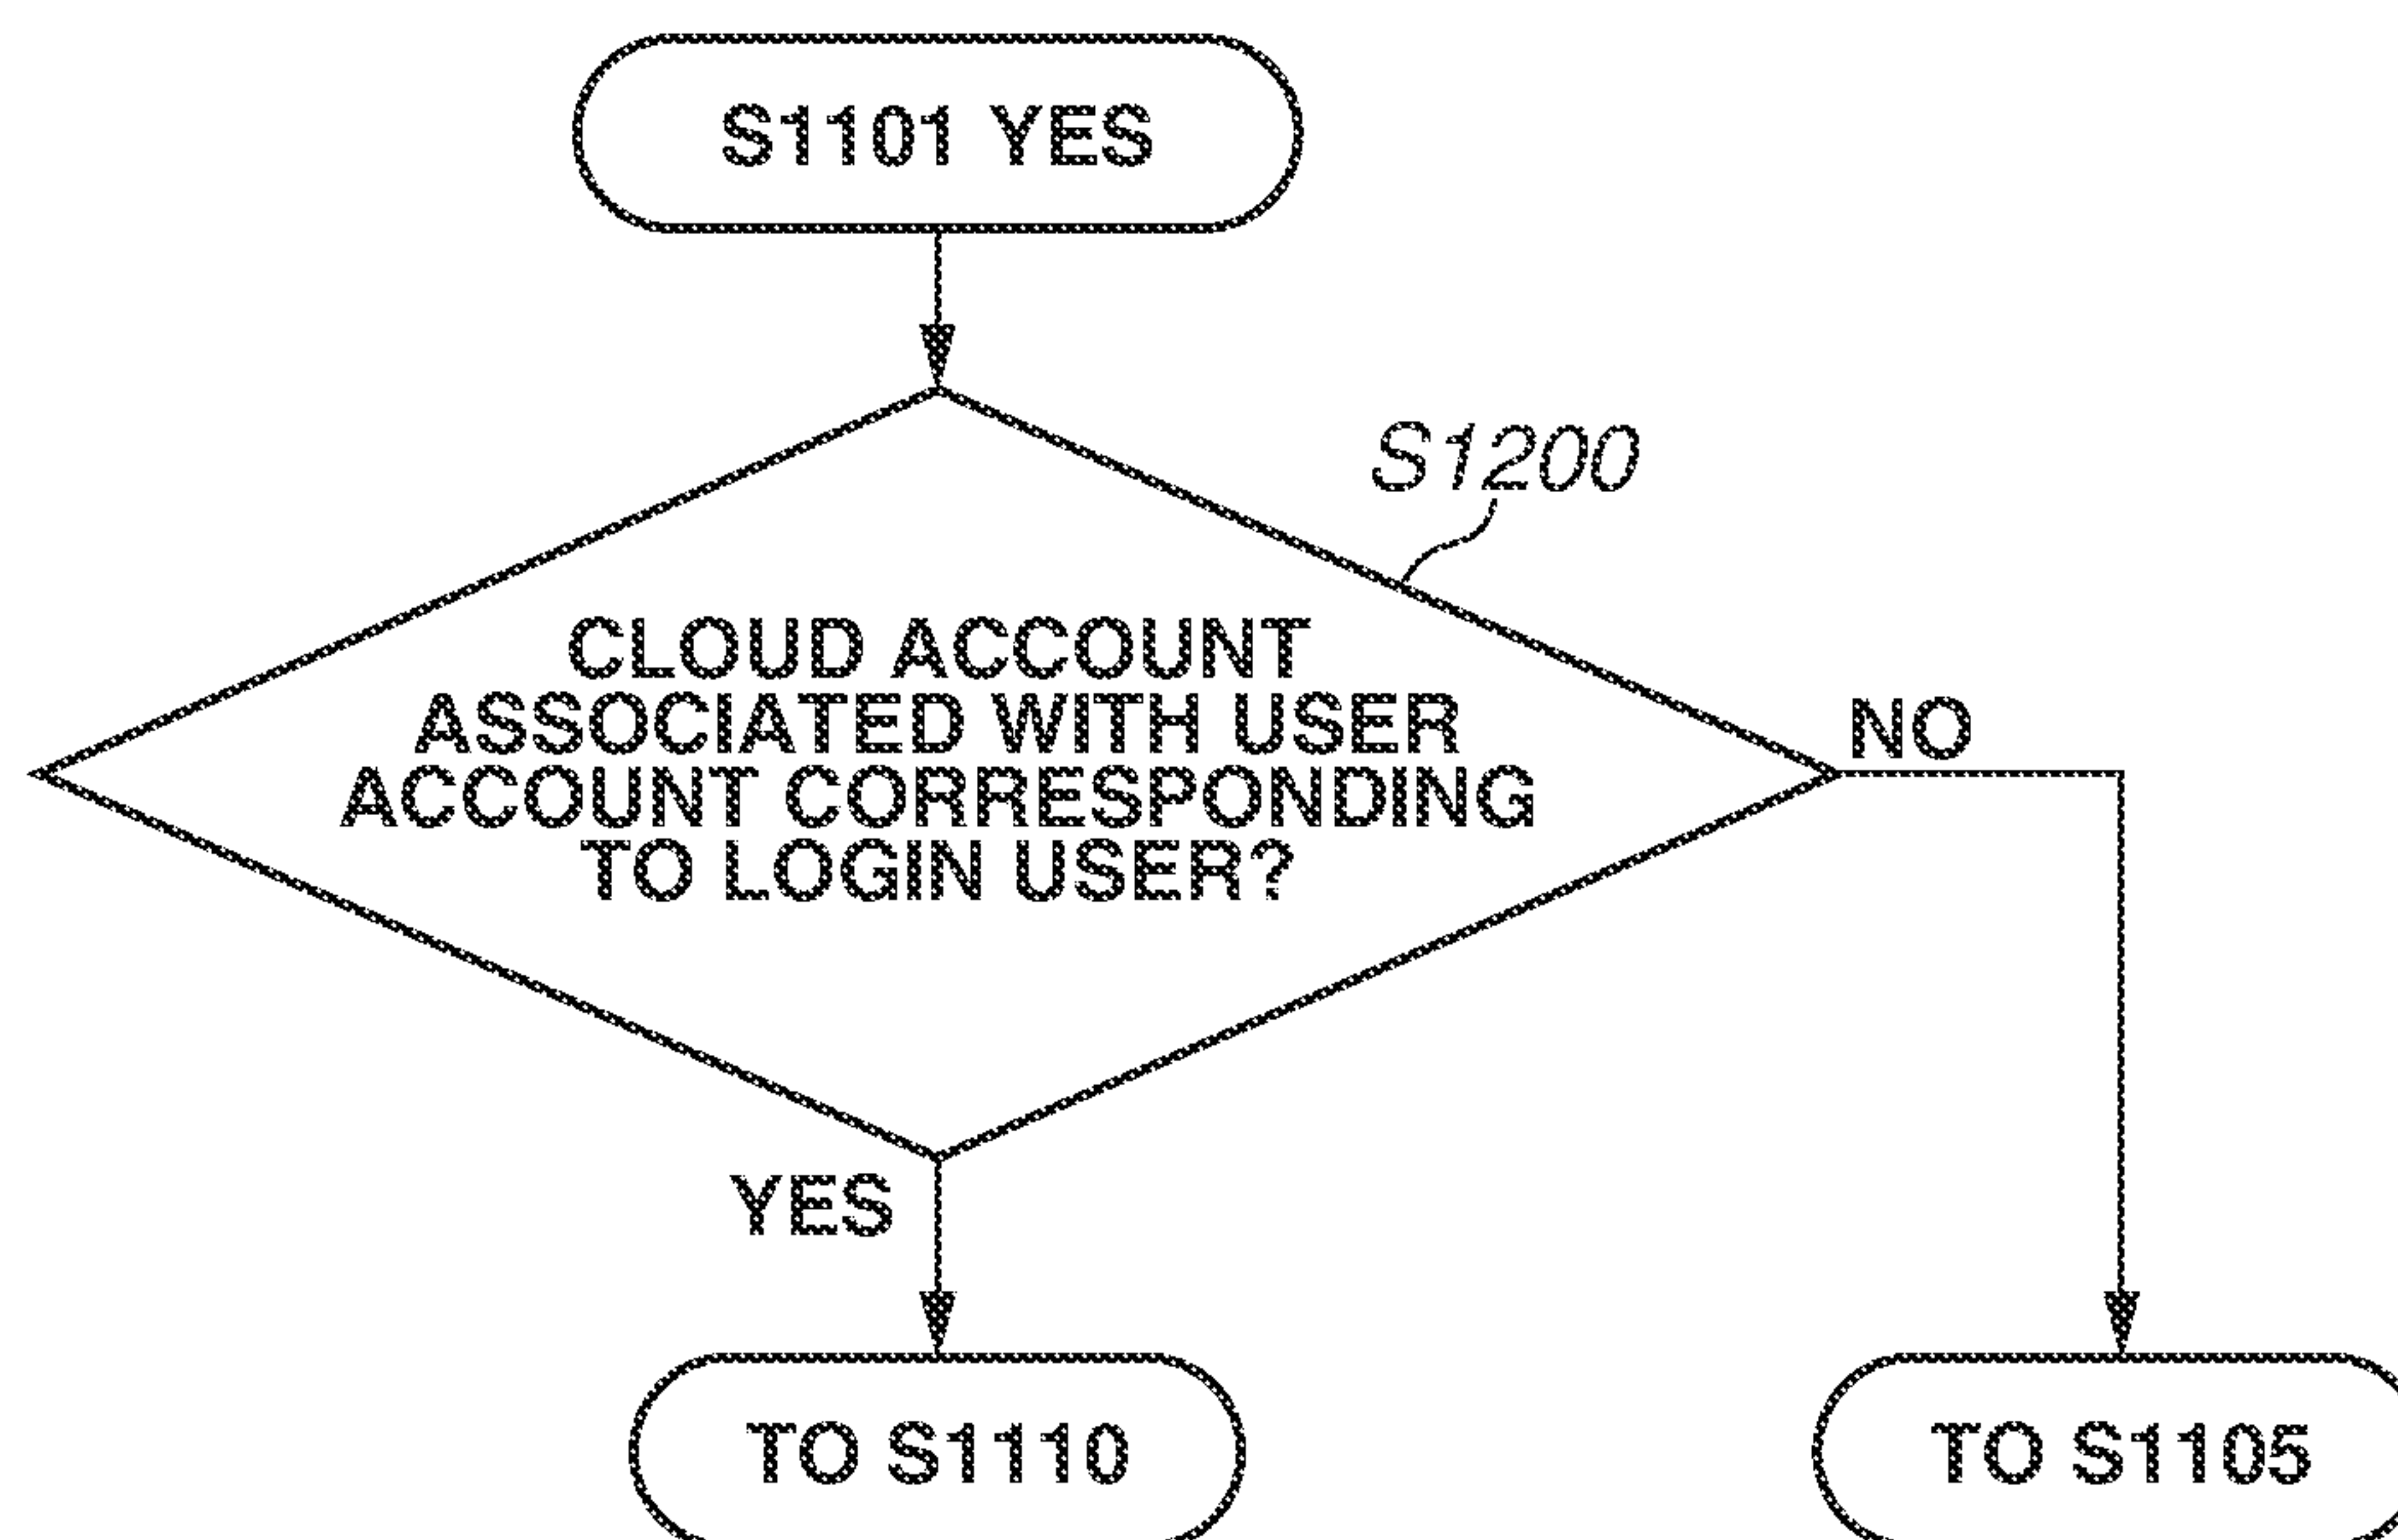 S1101 YES
S1200
CLOUD ACCOUNT
ASSOCIATED WITH USER
ACCOUNT CORRESPONDING
TO LOGIN USER?
NO
YES
TO S1110
TO S1105